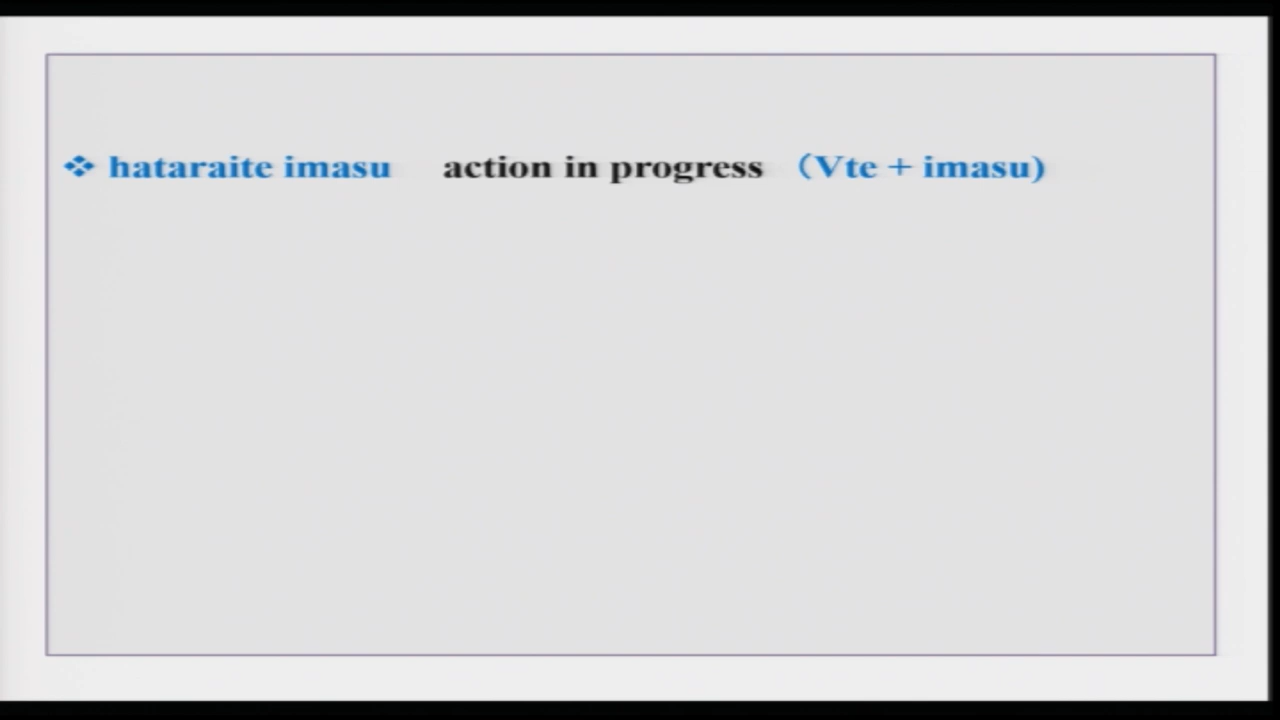 ❖ hataraite imasu action in progress （Vte + imasu)